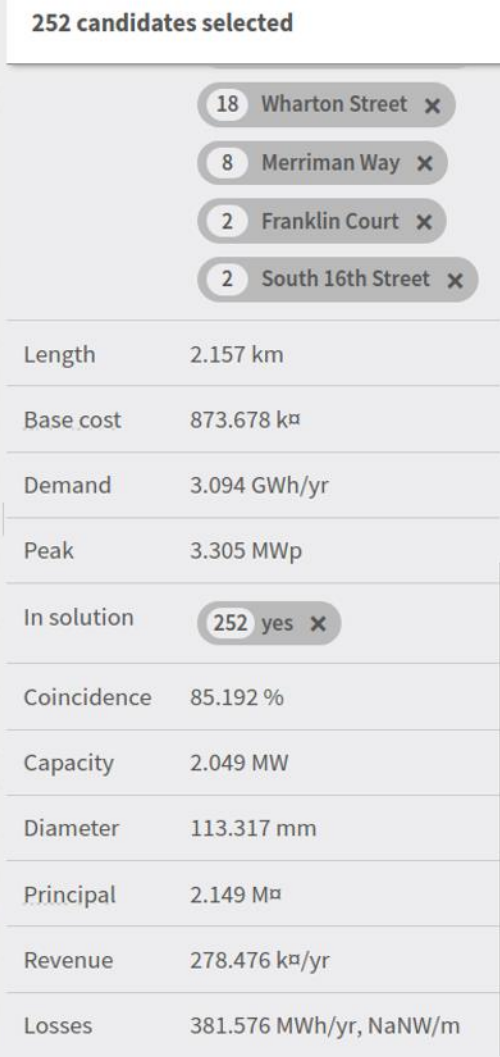 252 candidates selected
18 Wharton Street ×
8 Merriman Way ×
2 Franklin Court ×
2 South 16th Street ×
Length 2.157 km
Base cost 873.678 k¤
Demand 3.094 GWh/yr
Peak 3.305 MWp
In solution 252 yes ×
Coincidence 85.192 %
Capacity 2.049 MW
Diameter 113.317 mm
Principal 2.149 M¤
Revenue 278.476 k¤/yr
Losses 381.576 MWh/yr, NaNW/m